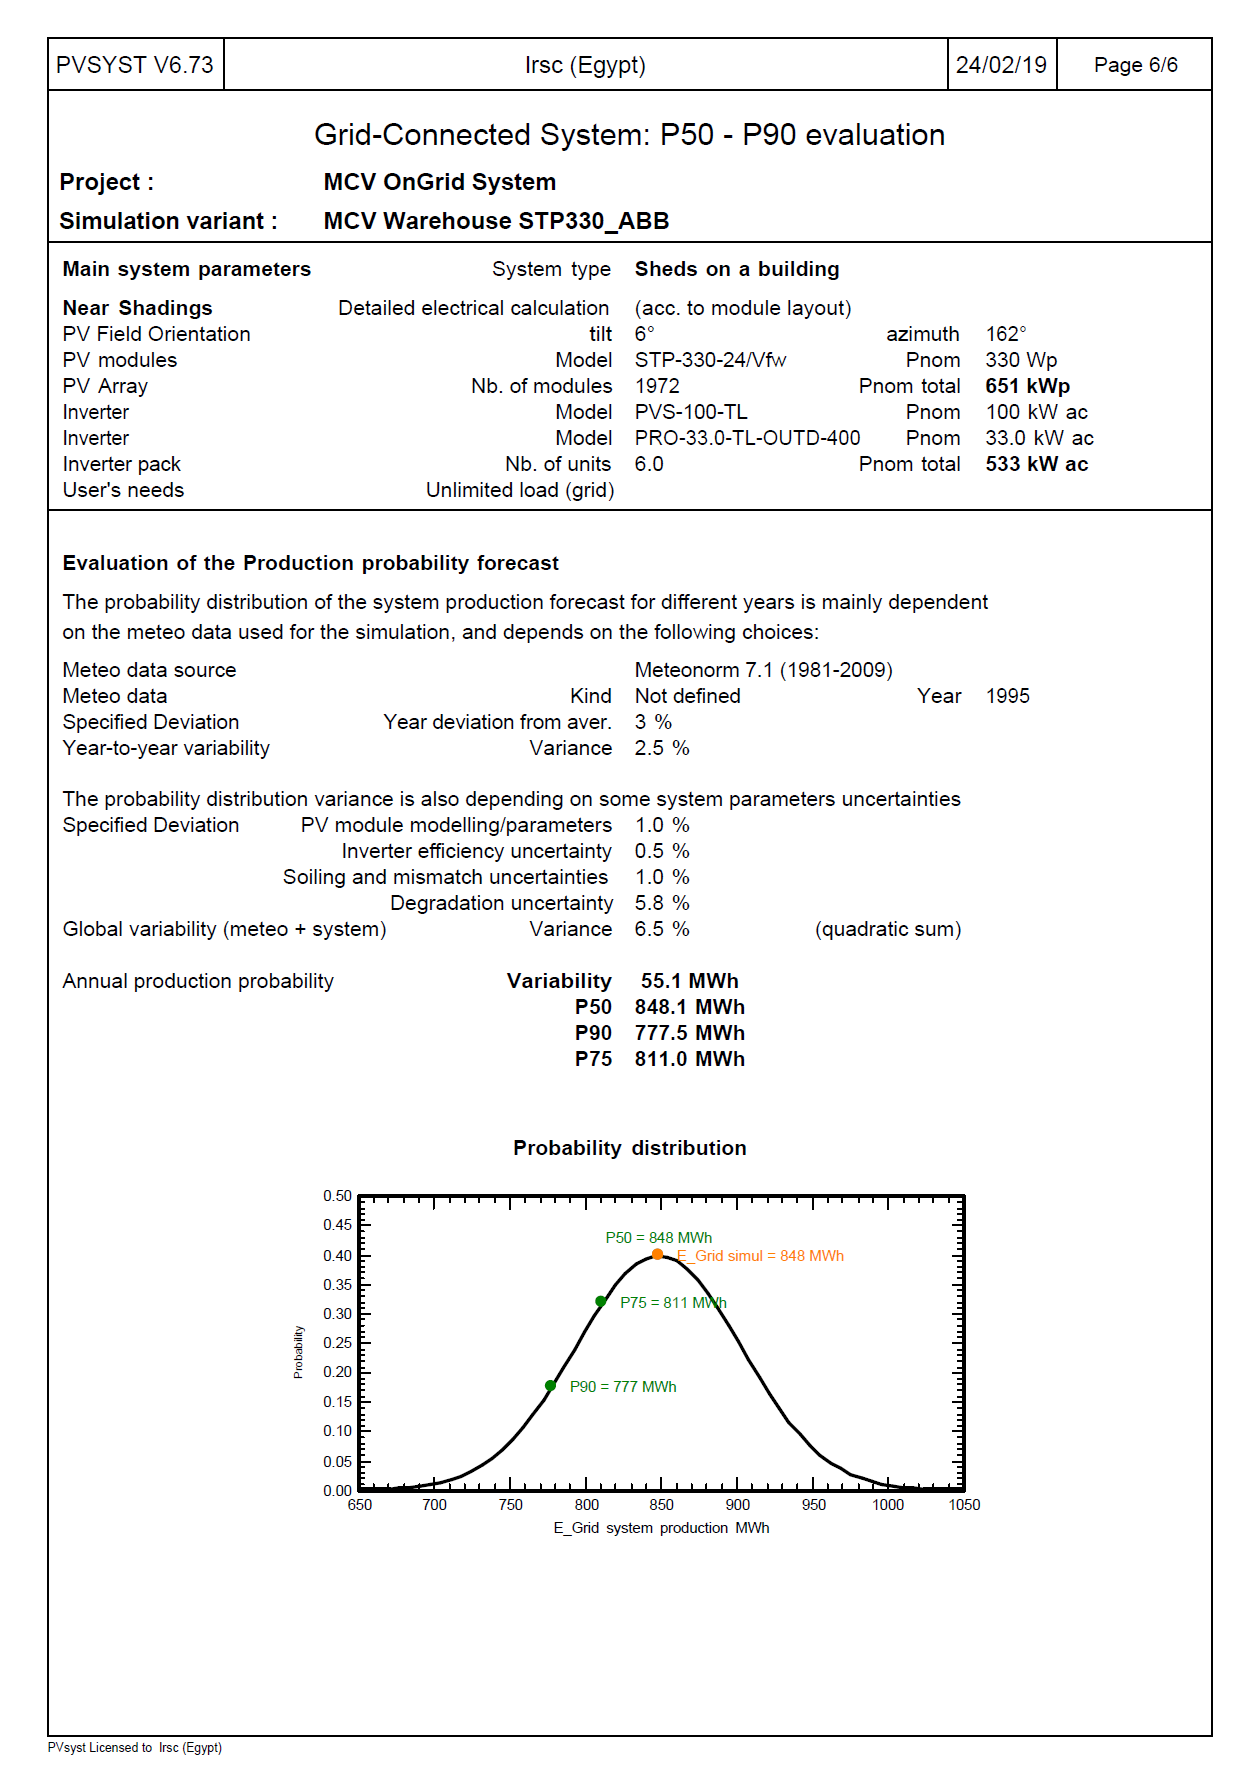 PVSYST V6.73 Irsc (Egypt) 24/02/19 Page 6/6
Grid-Connected System: P50 - P90 evaluation
Project : MCV OnGrid System
Simulation variant : MCV Warehouse STP330_ABB
Main system parameters System type Sheds on a building
Near Shadings Detailed electrical calculation (acc. to module layout)
PV Field Orientation tilt 6° azimuth 162°
PV modules Model STP-330-24/Vfw Pnom 330 Wp
PV Array Nb. of modules 1972 Pnom total 651 kWp
Inverter Model PVS-100-TL Pnom 100 kW ac
Inverter Model PRO-33.0-TL-OUTD-400 Pnom 33.0 kW ac
Inverter pack Nb. of units 6.0 Pnom total 533 kW ac
User's needs Unlimited load (grid)
Evaluation of the Production probability forecast
The probability distribution of the system production forecast for different years is mainly dependent
on the meteo data used for the simulation, and depends on the following choices:
Meteo data source Meteonorm 7.1 (1981-2009)
Meteo data Kind Not defined Year 1995
Specified Deviation Year deviation from aver. 3 %
Year-to-year variability Variance 2.5 %
The probability distribution variance is also depending on some system parameters uncertainties
Specified Deviation PV module modelling/parameters 1.0 %
Inverter efficiency uncertainty 0.5 %
Soiling and mismatch uncertainties 1.0 %
Degradation uncertainty 5.8 %
Global variability (meteo + system) Variance 6.5 % (quadratic sum)
Annual production probability Variability 55.1 MWh
P50 848.1 MWh
P90 777.5 MWh
P75 811.0 MWh
Probability distribution
0.50
0.45
P50 = 848 MWh
0.40 E_Grid simul = 848 MWh
0.35
P75 = 811 MWh
0.30
0.25
Probability
0.20
P90 = 777 MWh
0.15
0.10
0.05
0.00
650 700 750 800 850 900 950 1000 1050
E_Grid system production MWh
PVsyst Licensed to Irsc (Egypt)